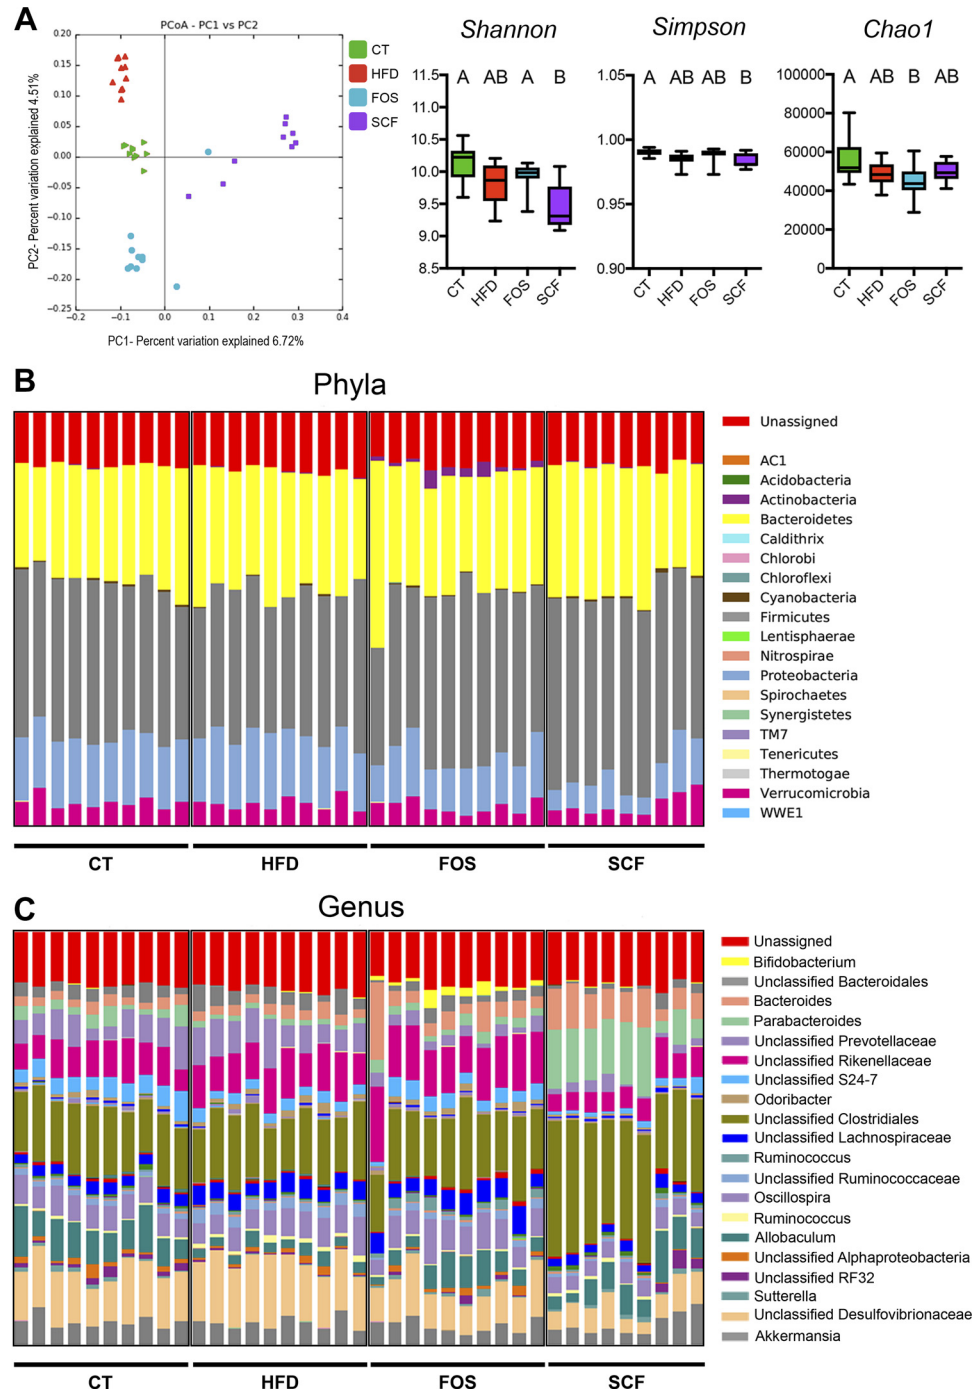 A
PCoA - PC1 vs PC2
0.20
0.15
0.10
0.05
0.00
−0.05
−0.10
−0.15
−0.20
−0.25
−0.2
−0.1
0.0
0.1
0.2
0.3
0.4
PC2- Percent variation explained 4.51%
PC1- Percent variation explained 6.72%
CT
HFD
FOS
SCF
Shannon
11.5
11.0
10.5
10.0
9.5
9.0
8.5
A AB A B
CT HFD FOS SCF
Simpson
1.05
1.00
0.95
0.90
A AB AB B
CT HFD FOS SCF
Chao1
100000
80000
60000
40000
20000
0
A AB B AB
CT HFD FOS SCF
B
Phyla
Unassigned
AC1
Acidobacteria
Actinobacteria
Bacteroidetes
Caldithrix
Chlorobi
Chloroflexi
Cyanobacteria
Firmicutes
Lentisphaerae
Nitrospirae
Proteobacteria
Spirochaetes
Synergistetes
TM7
Tenericutes
Thermotogae
Verrucomicrobia
WWE1
CT HFD FOS SCF
C
Genus
Unassigned
Bifidobacterium
Unclassified Bacteroidales
Bacteroides
Parabacteroides
Unclassified Prevotellaceae
Unclassified Rikenellaceae
Unclassified S24-7
Odoribacter
Unclassified Clostridiales
Unclassified Lachnospiraceae
Ruminococcus
Unclassified Ruminococcaceae
Oscillospira
Ruminococcus
Allobaculum
Unclassified Alphaproteobacteria
Unclassified RF32
Sutterella
Unclassified Desulfovibrionaceae
Akkermansia
CT HFD FOS SCF